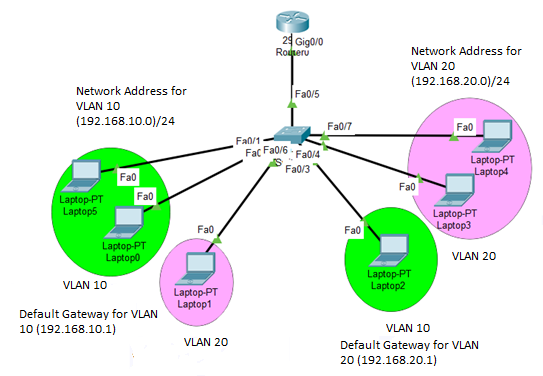 Gig0/0
Fa0/5
Network Address for
VLAN 20
(192.168.20.0)/24
Network Address for
VLAN 10
(192.168.10.0)/24
Fa0/1
Fa0/6
Fa0/4
Fa0/3
Fa0/7
Fa0
Laptop-PT
Laptop5
Fa0
Laptop-PT
Laptop0
Fa0
Laptop-PT
Laptop1
Fa0
Laptop-PT
Laptop2
Fa0
Laptop-PT
Laptop3
Fa0
Laptop-PT
Laptop4
VLAN 10
VLAN 20
Default Gateway for VLAN
10 (192.168.10.1)
VLAN 20
VLAN 10
Default Gateway for VLAN
20 (192.168.20.1)